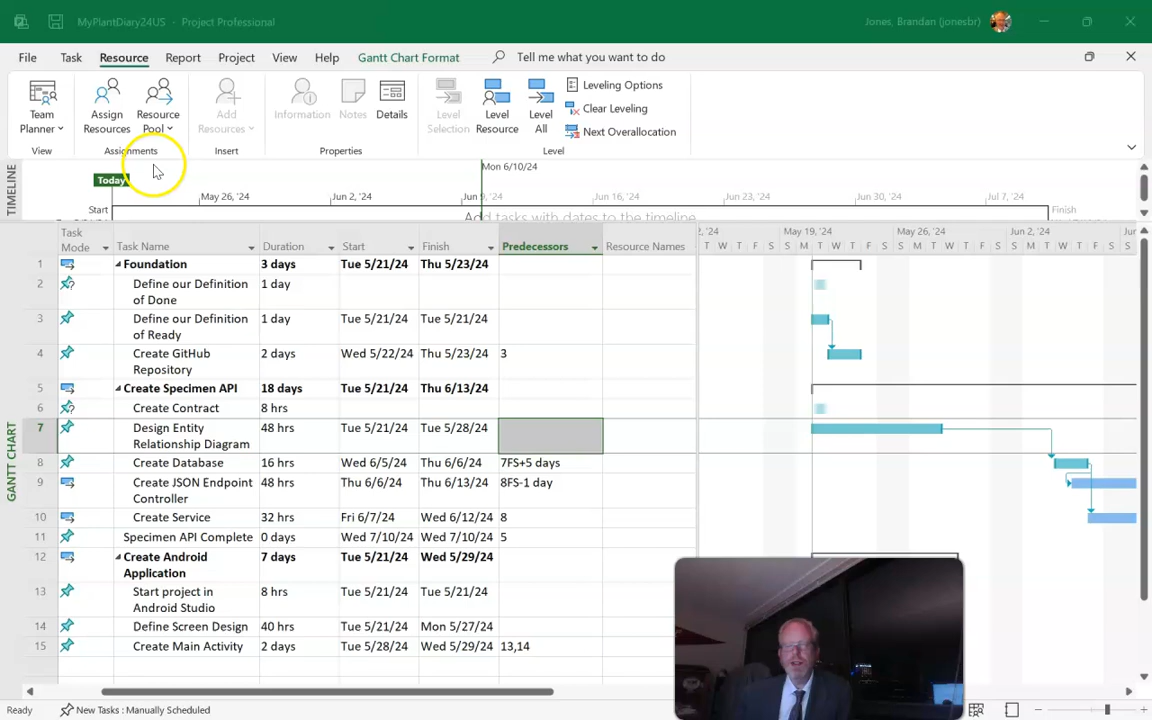 MyPlantDiary24US - Project Professional
Jones, Brandan (jonesbr)
File Task Resource Report Project View Help Gantt Chart Format Tell me what you want to do
Team Planner
Assign Resources
Resource Pool
Add Resources
Information
Notes
Details
Level Selection
Level Resource
Level All
Leveling Options
Clear Leveling
Next Overallocation
View Assignments Insert Properties Level
TIMELINE
Mon 6/10/24
Today
May 26, '24 Jun 2, '24 Jun 9, '24 Jun 16, '24 Jun 23, '24 Jun 30, '24 Jul 7, '24
Start
Add tasks with dates to the timeline
Finish
Task Mode Task Name Duration Start Finish Predecessors Resource Names
2, '24 May 19, '24 May 26, '24 Jun 2, '24
T W T F S S M T W T F S S M T W T F S S M T W T F S
GANTT CHART
1 Foundation 3 days Tue 5/21/24 Thu 5/23/24
2 Define our Definition 1 day
of Done
3 Define our Definition 1 day Tue 5/21/24 Tue 5/21/24
of Ready
4 Create GitHub 2 days Wed 5/22/24 Thu 5/23/24 3
Repository
5 Create Specimen API 18 days Tue 5/21/24 Thu 6/13/24
6 Create Contract 8 hrs
7 Design Entity 48 hrs Tue 5/21/24 Tue 5/28/24
Relationship Diagram
8 Create Database 16 hrs Wed 6/5/24 Thu 6/6/24 7FS+5 days
9 Create JSON Endpoint 48 hrs Thu 6/6/24 Thu 6/13/24 8FS-1 day
Controller
10 Create Service 32 hrs Fri 6/7/24 Wed 6/12/24 8
11 Specimen API Complete 0 days Wed 7/10/24 Wed 7/10/24 5
12 Create Android 7 days Tue 5/21/24 Wed 5/29/24
Application
13 Start project in 8 hrs Tue 5/21/24 Tue 5/21/24
Android Studio
14 Define Screen Design 40 hrs Tue 5/21/24 Mon 5/27/24
15 Create Main Activity 2 days Tue 5/28/24 Wed 5/29/24 13,14
Ready New Tasks : Manually Scheduled